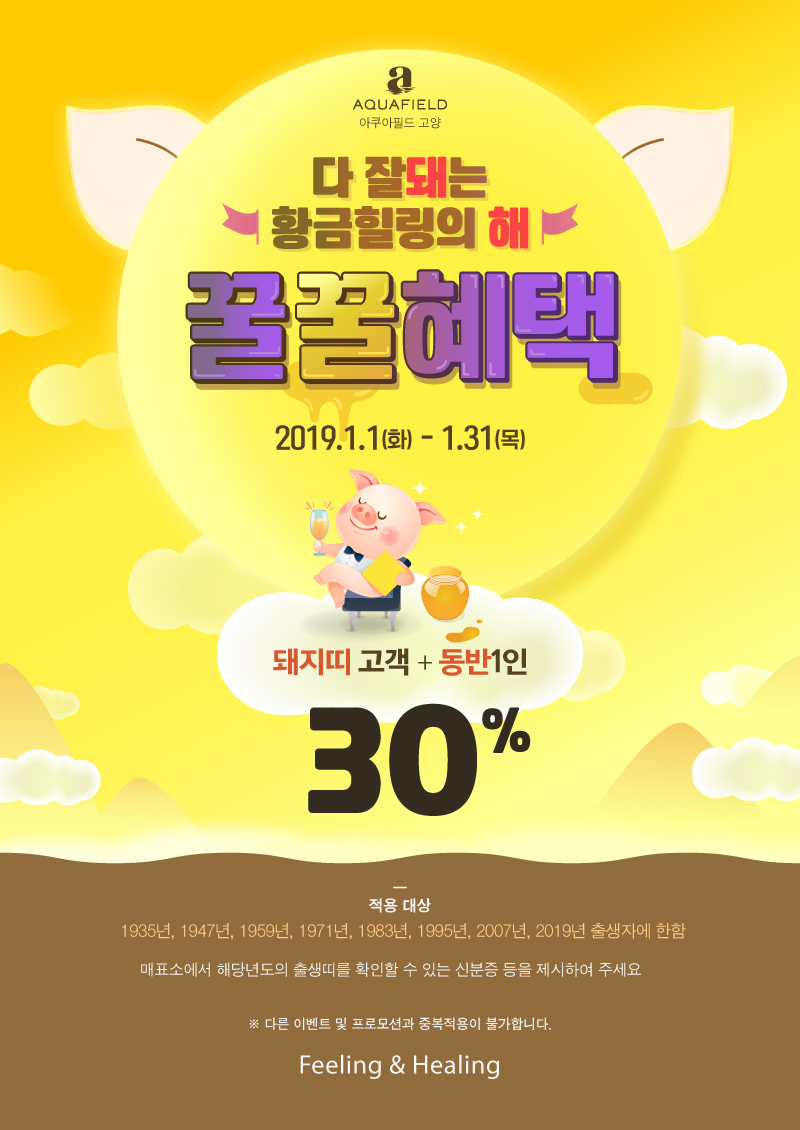 a
AQUAFIELD
아쿠아필드 고양
다 잘돼는
황금힐링의 해
꿀꿀혜택
2019.1.1(화) - 1.31(목)
돼지띠 고객 + 동반1인
30%
적용 대상
1935년, 1947년, 1959년, 1971년, 1983년, 1995년, 2007년, 2019년 출생자에 한함
매표소에서 해당년도의 출생띠를 확인할 수 있는 신분증 등을 제시하여 주세요
※ 다른 이벤트 및 프로모션과 중복적용이 불가합니다.
Feeling & Healing